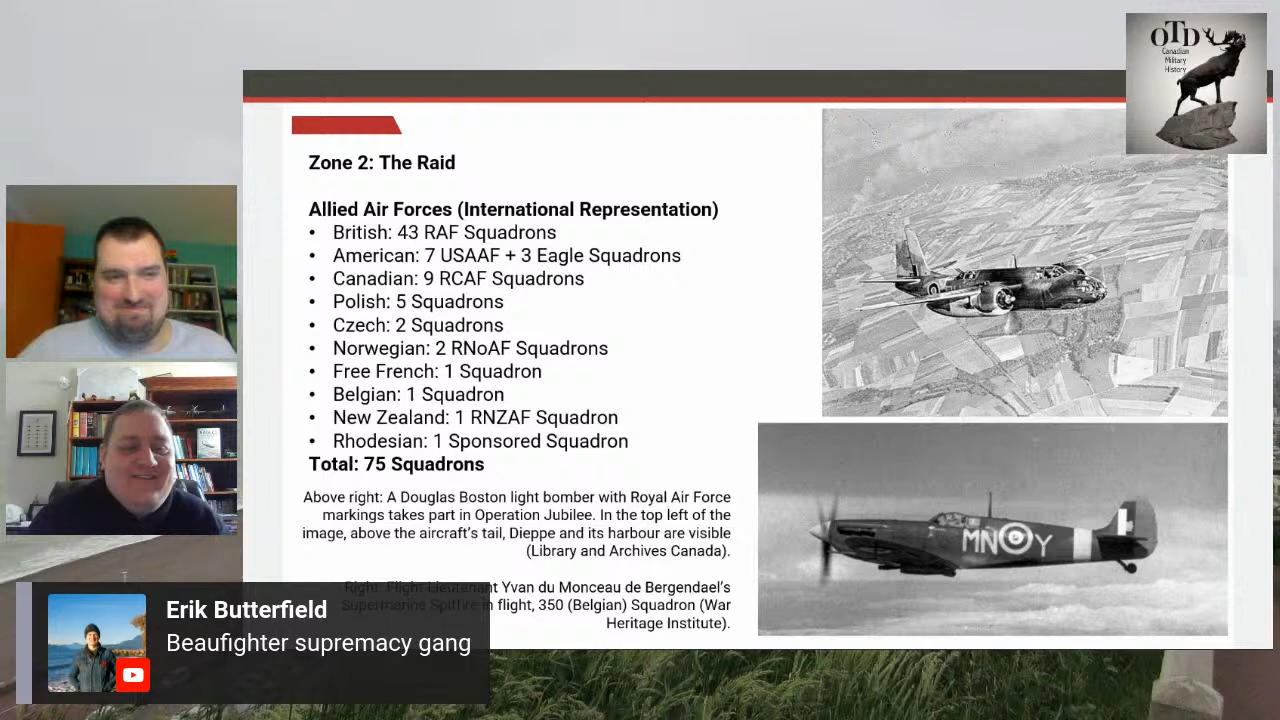 OTD
Canadian
Military
History
Zone 2: The Raid
Allied Air Forces (International Representation)
• British: 43 RAF Squadrons
• American: 7 USAAF + 3 Eagle Squadrons
• Canadian: 9 RCAF Squadrons
• Polish: 5 Squadrons
• Czech: 2 Squadrons
• Norwegian: 2 RNoAF Squadrons
• Free French: 1 Squadron
• Belgian: 1 Squadron
• New Zealand: 1 RNZAF Squadron
• Rhodesian: 1 Sponsored Squadron
Total: 75 Squadrons
Above right: A Douglas Boston light bomber with Royal Air Force
markings takes part in Operation Jubilee. In the top left of the
image, above the aircraft's tail, Dieppe and its harbour are visible
(Library and Archives Canada).
Right: Flight Lieutenant Yvan du Monceau de Bergendael's
Supermarine Spitfire in flight, 350 (Belgian) Squadron (War
Heritage Institute).
MN Y
Erik Butterfield
Beaufighter supremacy gang